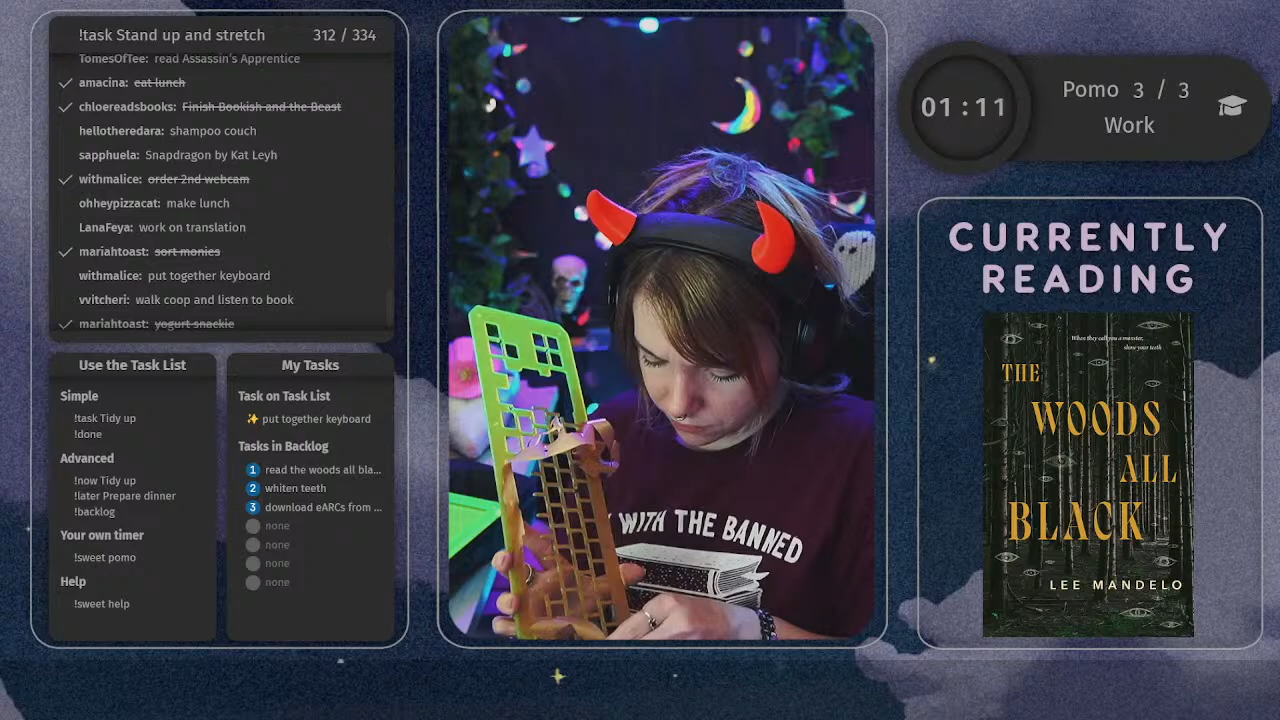 !task Stand up and stretch 312 / 334
TomesOfTee: read Assassin's Apprentice
amacina: eat lunch
chloereadsbooks: Finish Bookish and the Beast
hellotheredara: shampoo couch
sapphuela: Snapdragon by Kat Leyh
withmalice: order 2nd webcam
ohheypizzacat: make lunch
LanaFeya: work on translation
mariahtoast: sort monies
withmalice: put together keyboard
vvitcheri: walk coop and listen to book
mariahtoast: yogurt snackie
Use the Task List
Simple
!task Tidy up
!done
Advanced
!now Tidy up
!later Prepare dinner
!backlog
Your own timer
!sweet pomo
Help
!sweet help
My Tasks
Task on Task List
✨ put together keyboard
Tasks in Backlog
1 read the woods all bla...
2 whiten teeth
3 download eARCs from ...
none
none
none
none
WITH THE BANNED
01:11
Pomo 3 / 3
Work
CURRENTLY
READING
When they call you a monster,
show your teeth
THE
WOODS
ALL
BLACK
LEE MANDELO